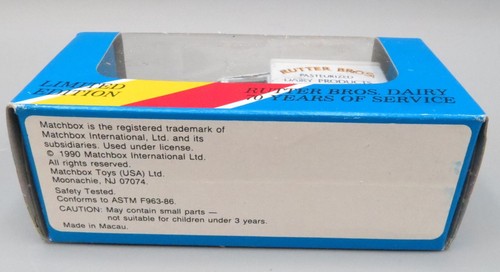 RUTTER BROS.
PASTEURIZED
DAIRY PRODUCTS
LIMITED
EDITION
RUTTER BROS. DAIRY
70 YEARS OF SERVICE
Matchbox is the registered trademark of
Matchbox International, Ltd. and its
subsidiaries. Used under license.
© 1990 Matchbox International Ltd.
All rights reserved.
Matchbox Toys (USA) Ltd.
Moonachie, NJ 07074.
Safety Tested.
Conforms to ASTM F963-86.
CAUTION: May contain small parts —
not suitable for children under 3 years.
Made in Macau.